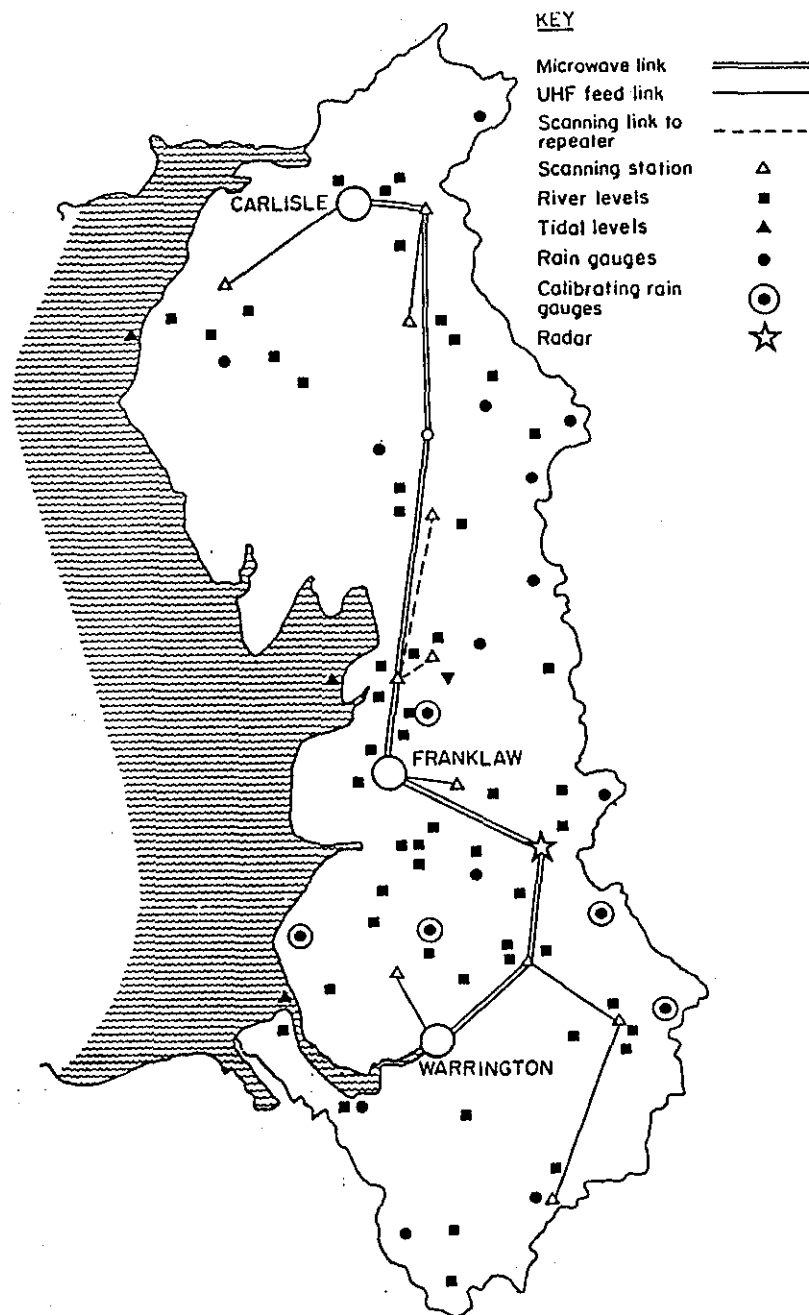 KEY
Microwave link
UHF feed link
Scanning link to
repeater
Scanning station
River levels
Tidal levels
Rain gauges
Calibrating rain
gauges
Radar
CARLISLE
FRANKLAW
WARRINGTON